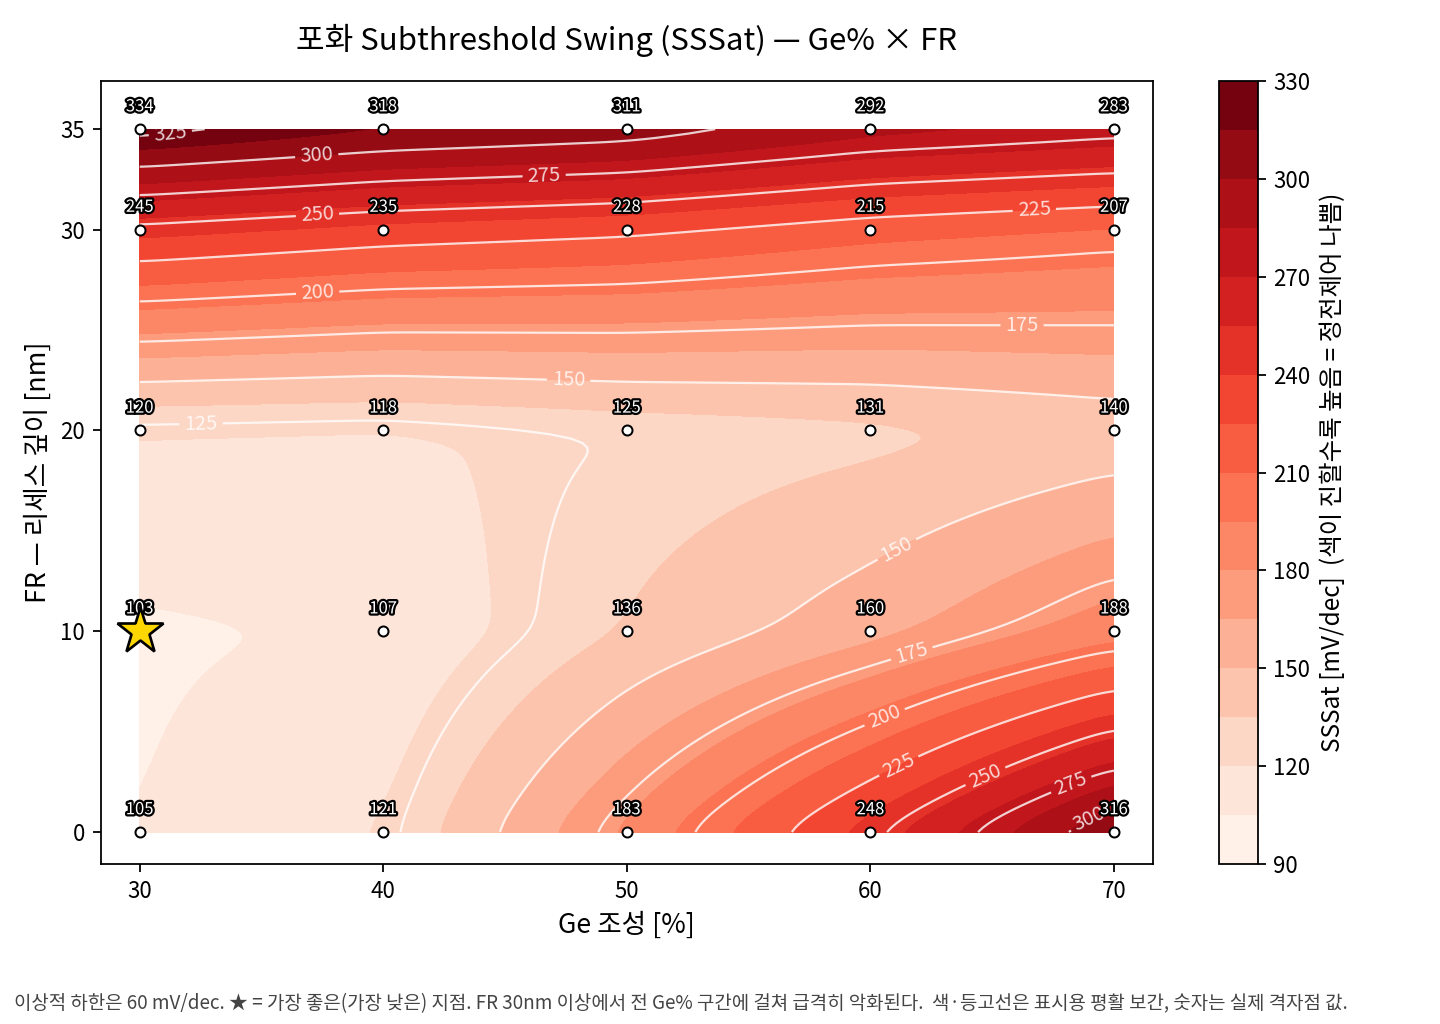 포화 Subthreshold Swing (SSSat) — Ge% × FR
334 318 311 292 283
325
300
275
245 235 228 215 207
250 225
200
175
150
120 118 125 131 140
125
150
103 107 136 160 188
175
200
225
250
275
300
105 121 183 248 316
35
30
20
10
0
FR — 리세스 깊이 [nm]
30 40 50 60 70
Ge 조성 [%]
330
300
270
240
210
180
150
120
90
SSSat [mV/dec] (색이 진할수록 높음 = 정전제어 나쁨)
이상적 하한은 60 mV/dec. ★ = 가장 좋은(가장 낮은) 지점. FR 30nm 이상에서 전 Ge% 구간에 걸쳐 급격히 악화된다. 색·등고선은 표시용 평활 보간, 숫자는 실제 격자점 값.